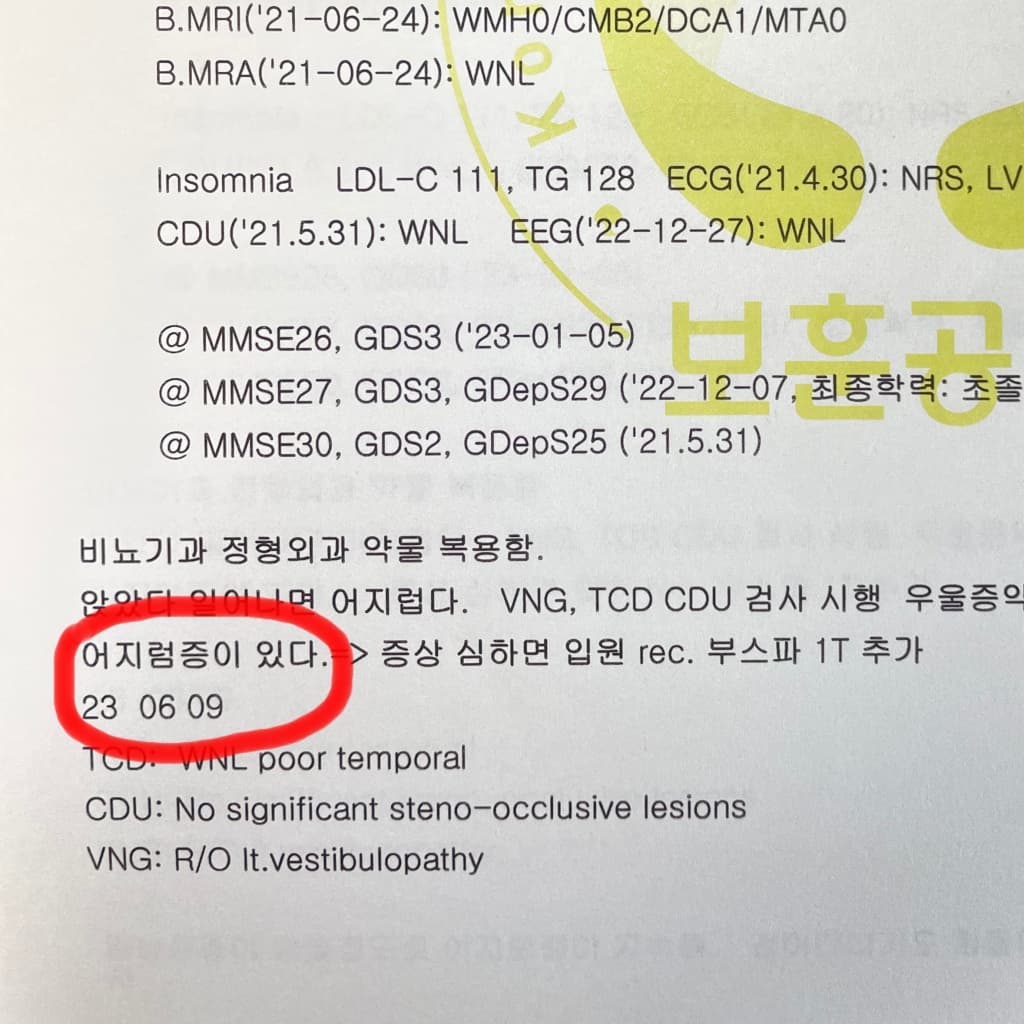 B.MRI('21-06-24): WMH0/CMB2/DCA1/MTA0
B.MRA('21-06-24): WNL
Insomnia LDL-C 111, TG 128 ECG('21.4.30): NRS, LV
CDU('21.5.31): WNL EEG('22-12-27): WNL
@ MMSE26, GDS3 ('23-01-05)
보훈공
@ MMSE27, GDS3, GDepS29 ('22-12-07, 최종학력: 초졸
@ MMSE30, GDS2, GDepS25 ('21.5.31)
비뇨기과 정형외과 약물 복용함.
앉았다 일어나면 어지럽다. VNG, TCD CDU 검사 시행 우울증약
어지럼증이 있다.=> 증상 심하면 입원 rec. 부스파 1T 추가
23 06 09
TCD: WNL poor temporal
CDU: No significant steno-occlusive lesions
VNG: R/O lt.vestibulopathy